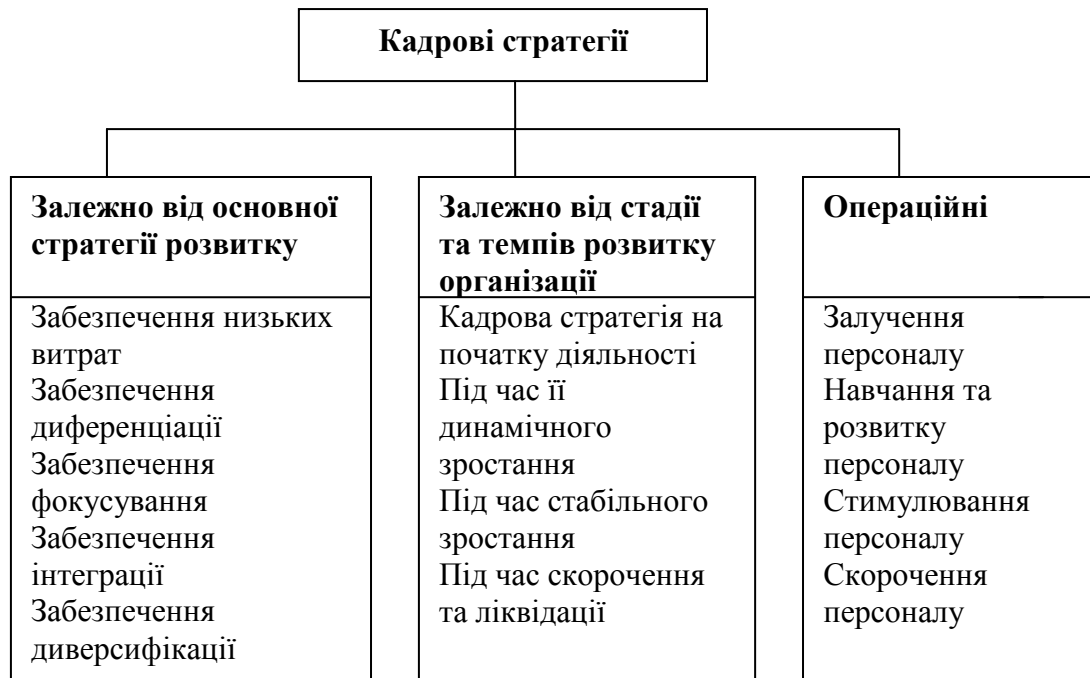 Кадрові стратегії
Залежно від основної
стратегії розвитку
Забезпечення низьких
витрат
Забезпечення
диференціації
Забезпечення
фокусування
Забезпечення
інтеграції
Забезпечення
диверсифікації
Залежно від стадії
та темпів розвитку
організації
Кадрова стратегія на
початку діяльності
Під час її
динамічного
зростання
Під час стабільного
зростання
Під час скорочення
та ліквідації
Операційні
Залучення
персоналу
Навчання та
розвитку
персоналу
Стимулювання
персоналу
Скорочення
персоналу